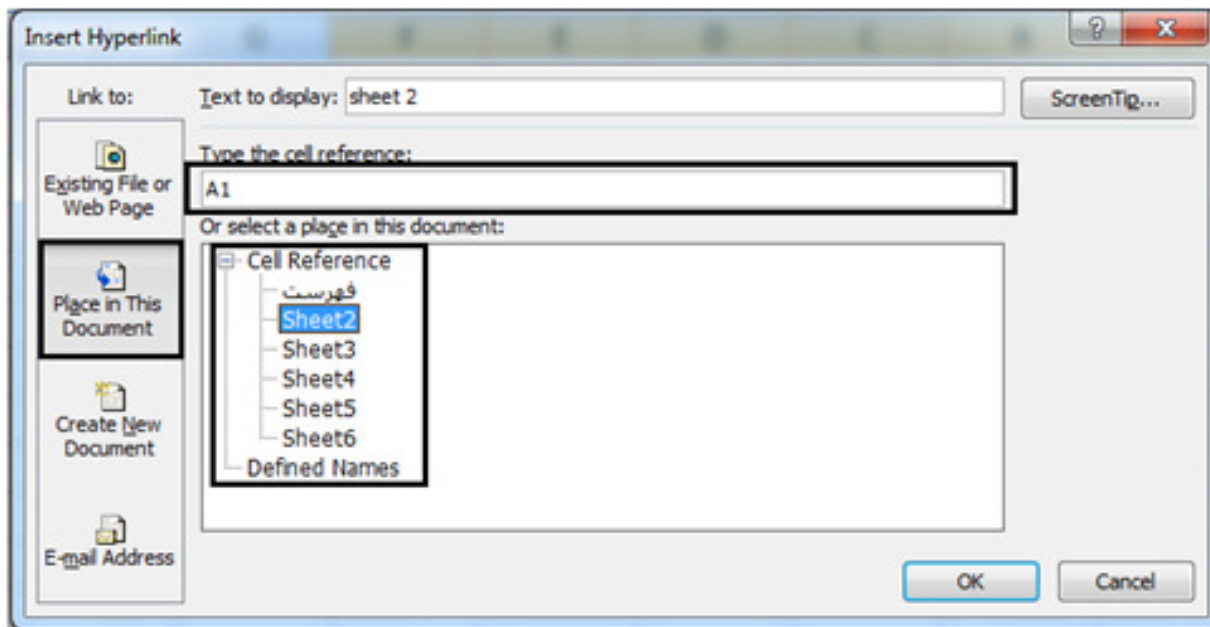 Insert Hyperlink
G F E D C B
Link to:
Text to display: sheet 2
ScreenTip...
Existing File or
Web Page
Type the cell reference:
A1
Or select a place in this document:
Place in This
Document
Cell Reference
فهرست
Sheet2
Sheet3
Sheet4
Sheet5
Sheet6
Defined Names
Create New
Document
E-mail Address
OK
Cancel